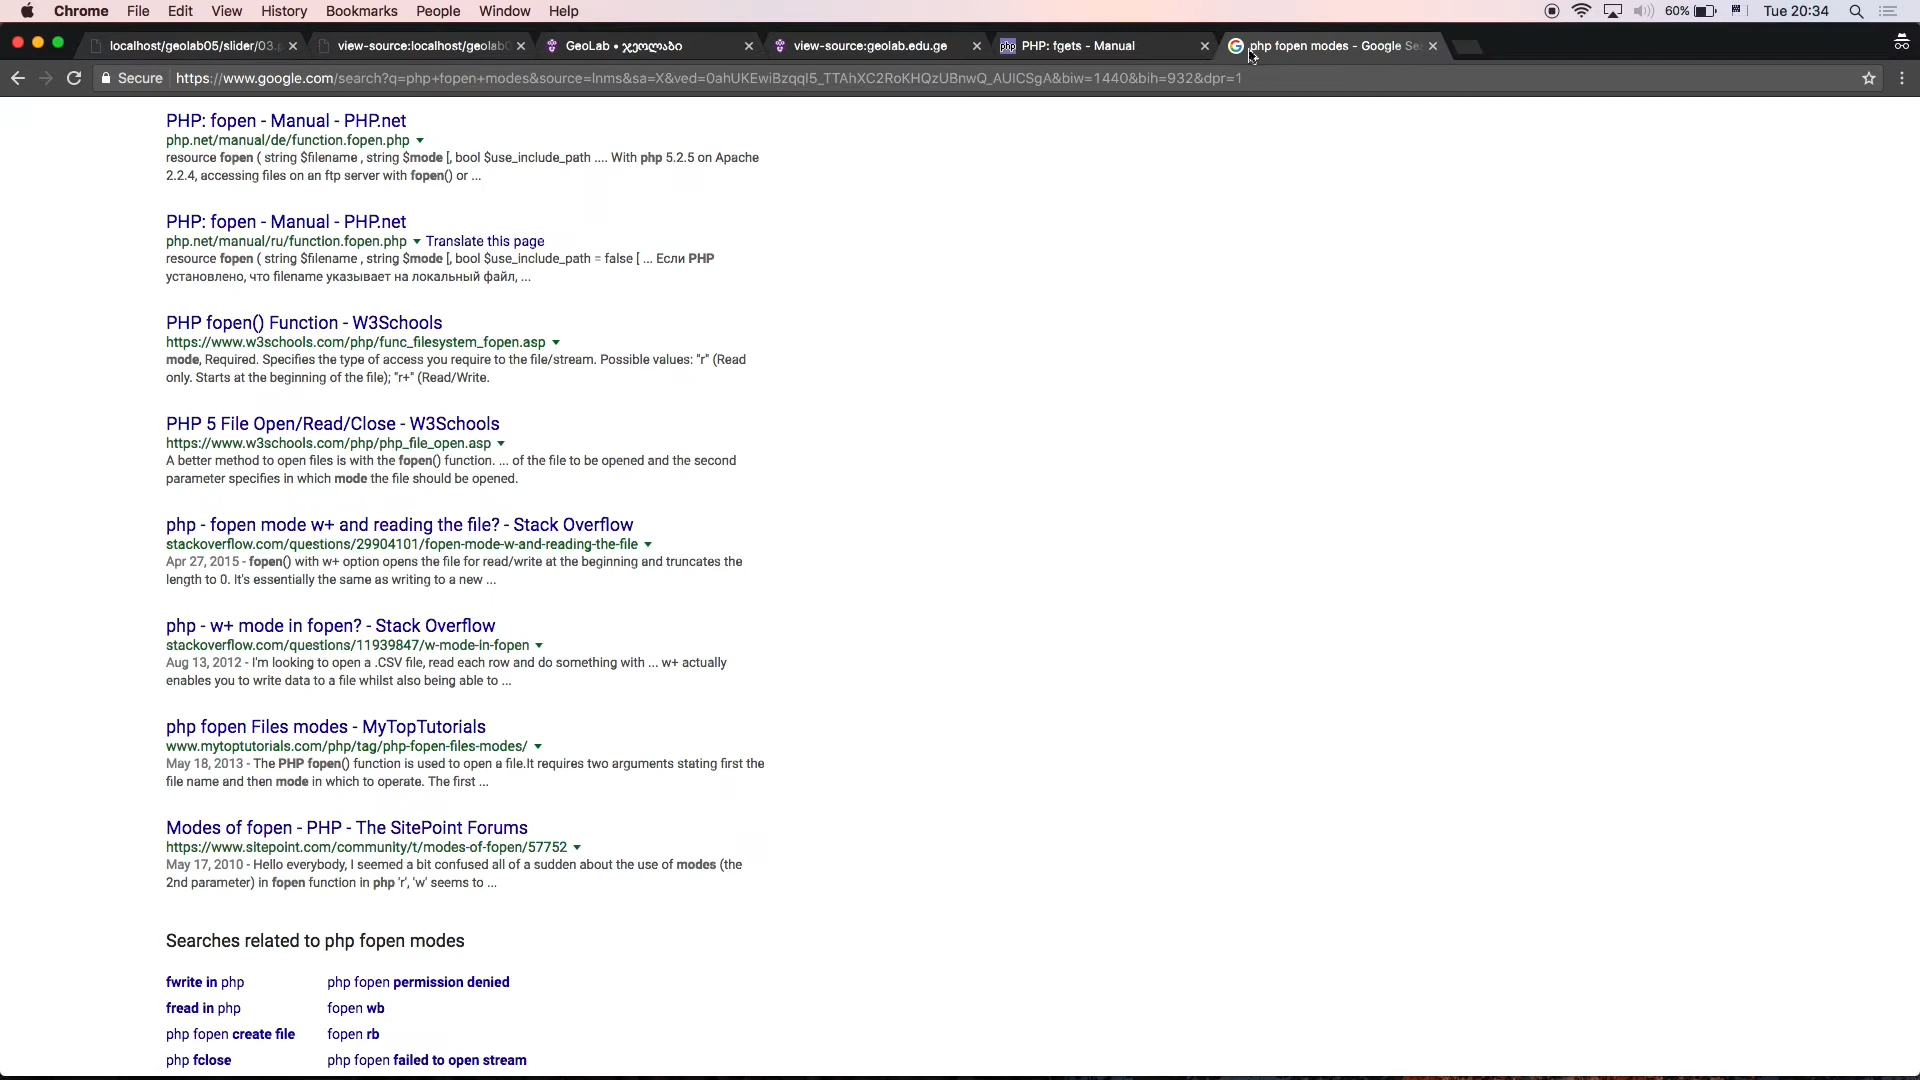 Chrome File Edit View History Bookmarks People Window Help 60% Tue 20:34
localhost/geolab05/slider/03. view-source:localhost/geolab GeoLab • ჯეოლაბი view-source:geolab.edu.ge php PHP: fgets - Manual php fopen modes - Google Se
Secure https://www.google.com/search?q=php+fopen+modes&source=lnms&sa=X&ved=0ahUKEwiBzqql5_TTAhXC2RoKHQzUBnwQ_AUICSgA&biw=1440&bih=932&dpr=1
PHP: fopen - Manual - PHP.net
php.net/manual/de/function.fopen.php
resource fopen ( string $filename , string $mode [, bool $use_include_path .... With php 5.2.5 on Apache
2.2.4, accessing files on an ftp server with fopen() or ...
PHP: fopen - Manual - PHP.net
php.net/manual/ru/function.fopen.php Translate this page
resource fopen ( string $filename , string $mode [, bool $use_include_path = false [ ... Если PHP
установлено, что filename указывает на локальный файл, ...
PHP fopen() Function - W3Schools
https://www.w3schools.com/php/func_filesystem_fopen.asp
mode, Required. Specifies the type of access you require to the file/stream. Possible values: "r" (Read
only. Starts at the beginning of the file); "r+" (Read/Write.
PHP 5 File Open/Read/Close - W3Schools
https://www.w3schools.com/php/php_file_open.asp
A better method to open files is with the fopen() function. ... of the file to be opened and the second
parameter specifies in which mode the file should be opened.
php - fopen mode w+ and reading the file? - Stack Overflow
stackoverflow.com/questions/29904101/fopen-mode-w-and-reading-the-file
Apr 27, 2015 - fopen() with w+ option opens the file for read/write at the beginning and truncates the
length to 0. It's essentially the same as writing to a new ...
php - w+ mode in fopen? - Stack Overflow
stackoverflow.com/questions/11939847/w-mode-in-fopen
Aug 13, 2012 - I'm looking to open a .CSV file, read each row and do something with ... w+ actually
enables you to write data to a file whilst also being able to ...
php fopen Files modes - MyTopTutorials
www.mytoptutorials.com/php/tag/php-fopen-files-modes/
May 18, 2013 - The PHP fopen() function is used to open a file.It requires two arguments stating first the
file name and then mode in which to operate. The first ...
Modes of fopen - PHP - The SitePoint Forums
https://www.sitepoint.com/community/t/modes-of-fopen/57752
May 17, 2010 - Hello everybody, I seemed a bit confused all of a sudden about the use of modes (the
2nd parameter) in fopen function in php 'r', 'w' seems to ...
Searches related to php fopen modes
fwrite in php php fopen permission denied
fread in php fopen wb
php fopen create file fopen rb
php fclose php fopen failed to open stream